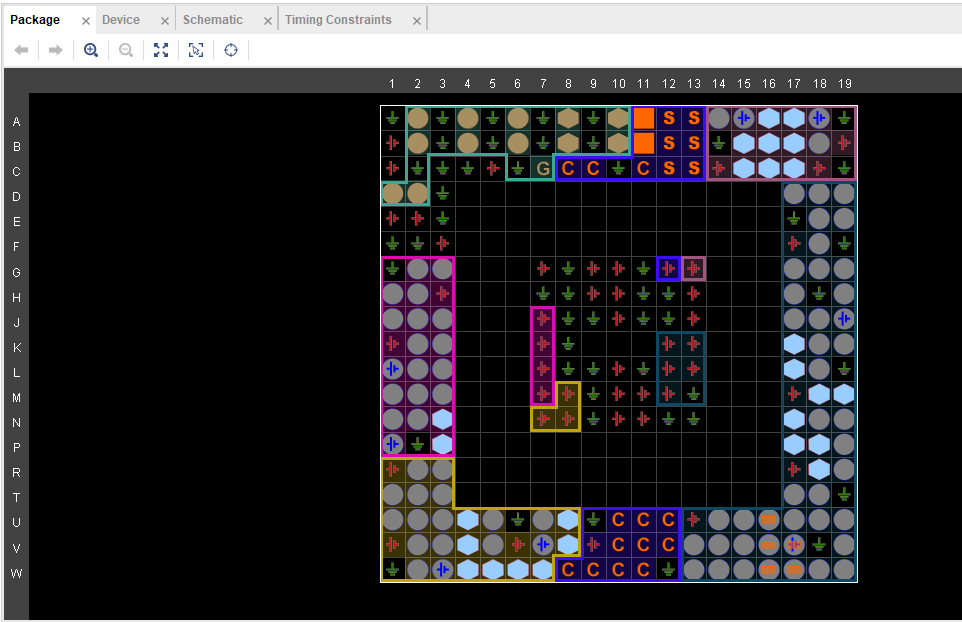 Package Device Schematic Timing Constraints
1 2 3 4 5 6 7 8 9 10 11 12 13 14 15 16 17 18 19
A S S
B S S
C G C C C S S
D
E
F
G
H
J
K
L
M
N
P
R
T
U C C C
V C C C
W C C C C